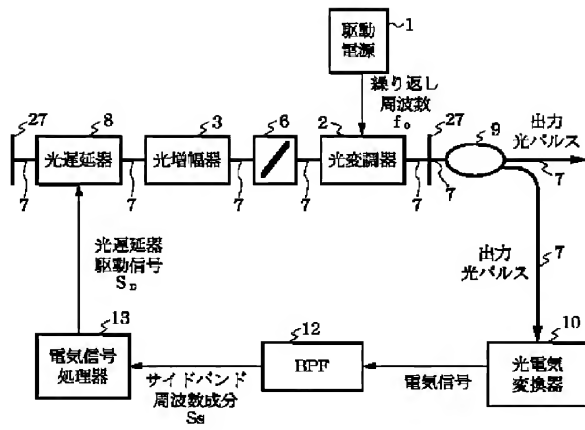 駆動
電源
1
繰り返し
周波数
f₀
27
8
3
6
2
27
9
出力
光パルス
光遅延器
光増幅器
光変調器
7
7
7
7
7
7
光遅延器
駆動信号
S_D
出力
光パルス
7
13
電気信号
処理器
12
BPF
10
光電気
変換器
サイドバンド
周波数成分
Ss
電気信号